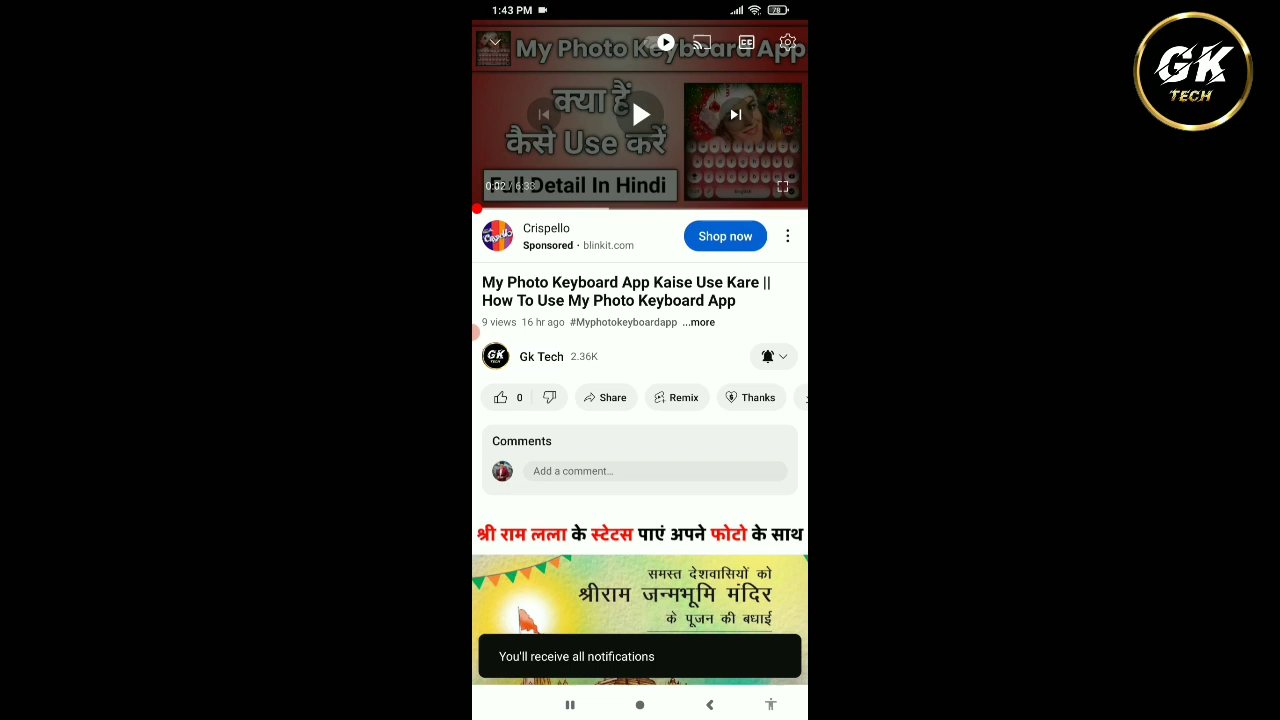 1:43 PM
78
GK
TECH
My Photo Keyboard App
क्या हैं
कैसे Use करें
Full Detail In Hindi
0:02 / 6:33
Crispello
Sponsored · blinkit.com
Shop now
My Photo Keyboard App Kaise Use Kare ||
How To Use My Photo Keyboard App
9 views 16 hr ago #Myphotokeyboardapp ...more
GK
TECH
Gk Tech 2.36K
0
Share
Remix
Thanks
Comments
Add a comment...
श्री राम लला के स्टेटस पाएं अपने फोटो के साथ
समस्त देशवासियों को
श्रीराम जन्मभूमि मंदिर
के पूजन की बधाई
You'll receive all notifications